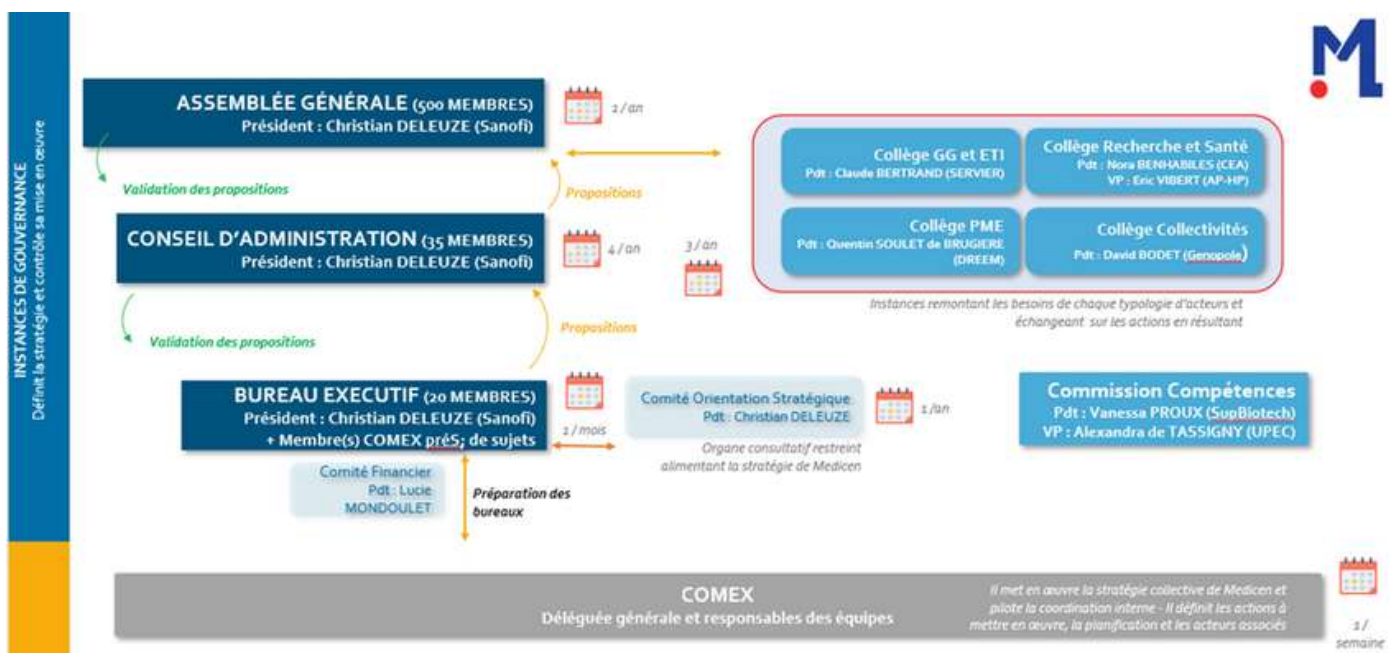 INSTANCES DE GOUVERNANCE
Définit la stratégie et contrôle sa mise en œuvre
M
ASSEMBLÉE GÉNÉRALE (500 MEMBRES)
Président : Christian DELEUZE (Sanofi)
1/an
Validation des propositions
Propositions
CONSEIL D'ADMINISTRATION (35 MEMBRES)
Président : Christian DELEUZE (Sanofi)
4/an
3/an
Collège GG et ETI
Pdt : Claude BERTRAND (SERVIER)
Collège Recherche et Santé
Pdt : Nora BENHABILES (CEA)
VP : Eric VIBERT (AP-HP)
Collège PME
Pdt : Quentin SOULET de BRUGIERE
(DREEM)
Collège Collectivités
Pdt : David BODET (Genopole)
Instances remontant les besoins de chaque typologie d'acteurs et
échangeant sur les actions en résultant
Validation des propositions
Propositions
BUREAU EXECUTIF (20 MEMBRES)
Président : Christian DELEUZE (Sanofi)
+ Membre(s) COMEX préS; de sujets
1/mois
Comité Orientation Stratégique
Pdt : Christian DELEUZE
1/an
Organe consultatif restreint
alimentant la stratégie de Medicen
Commission Compétences
Pdt : Vanessa PROUX (SupBiotech)
VP : Alexandra de TASSIGNY (UPEC)
Comité Financier
Pdt : Lucie
MONDOULET
Préparation des
bureaux
COMEX
Déléguée générale et responsables des équipes
Il met en œuvre la stratégie collective de Medicen et
pilote la coordination interne - Il définit les actions à
mettre en œuvre, la planification et les acteurs associés
1/
semaine